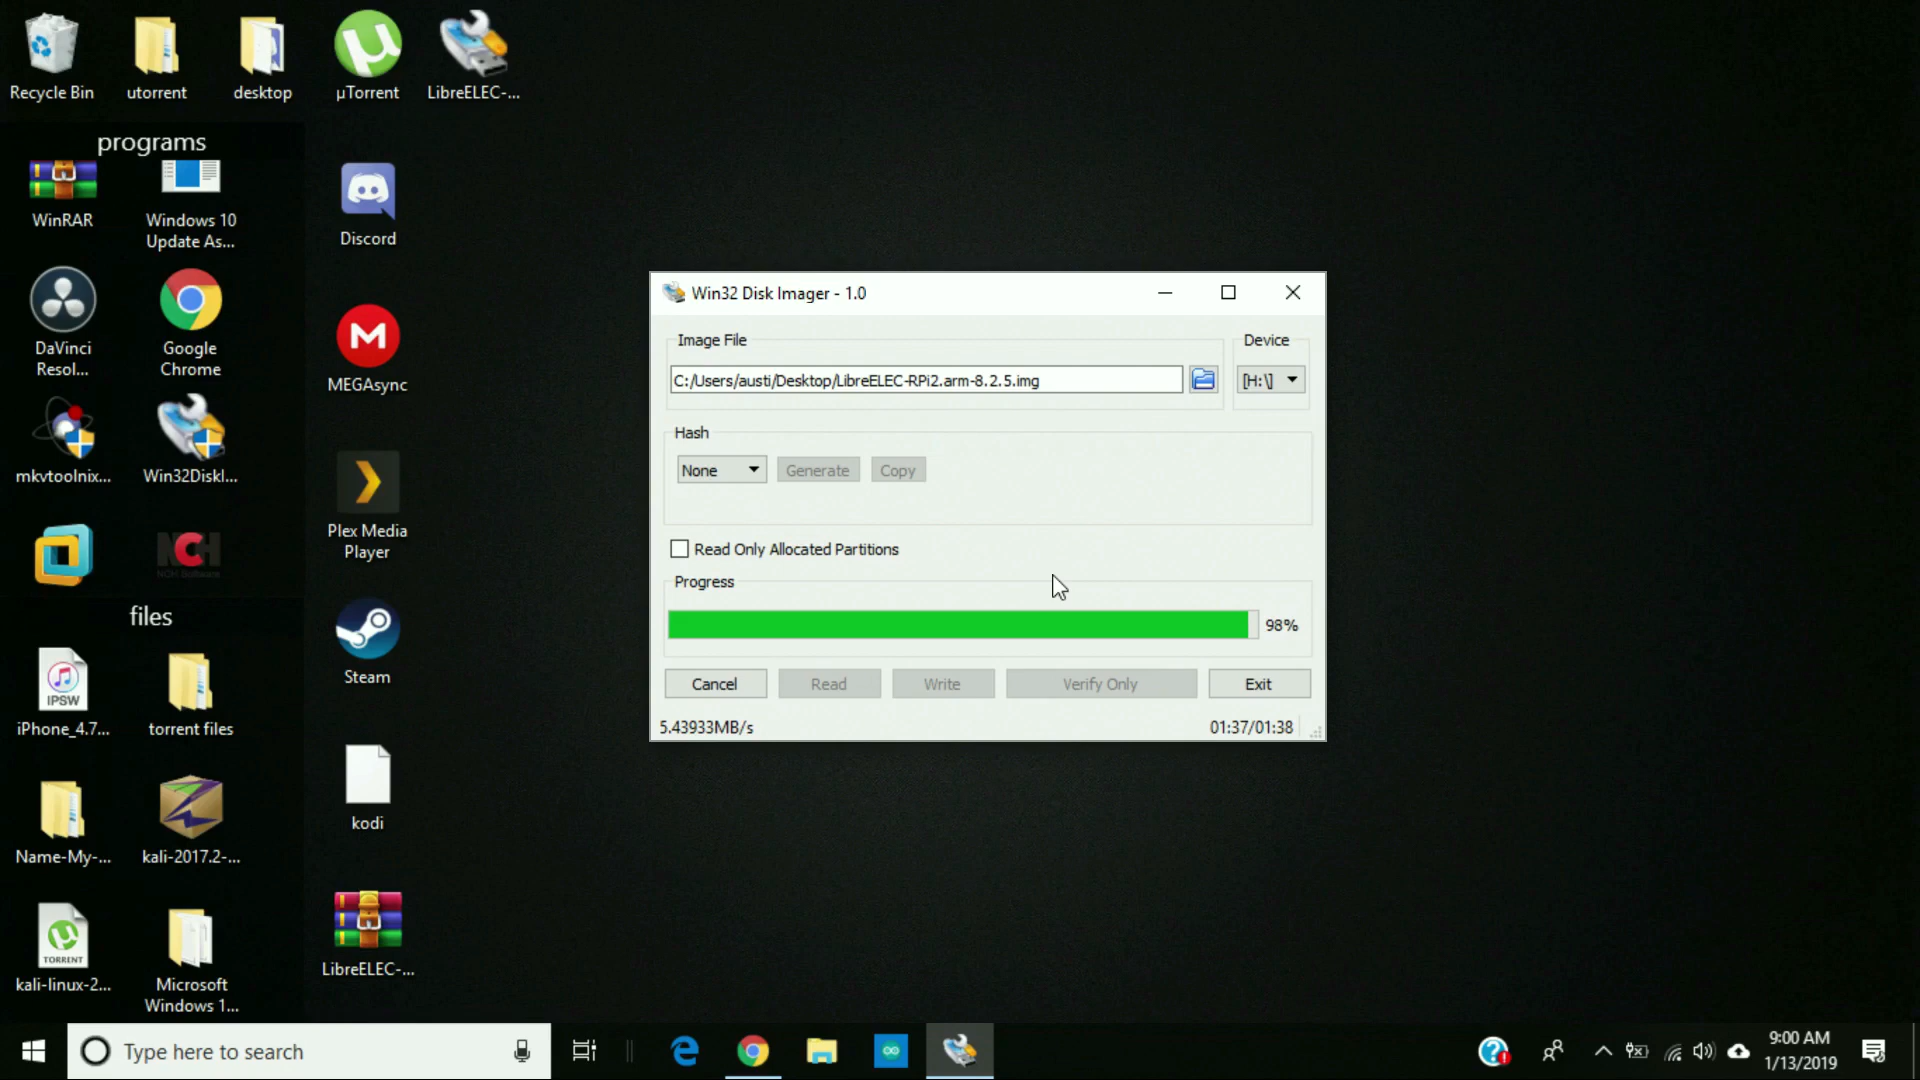 Recycle Bin
utorrent
desktop
µTorrent
LibreELEC-...
programs
WinRAR
Windows 10
Update As...
Discord
DaVinci
Resol...
Google
Chrome
MEGAsync
mkvtoolnix...
Win32DiskI...
Plex Media
Player
NCH
NCH Software
files
Steam
IPSW
iPhone_4.7...
torrent files
kodi
Name-My-...
kali-2017.2-...
TORRENT
kali-linux-2...
Microsoft
Windows 1...
LibreELEC-...
Win32 Disk Imager - 1.0
Image File
Device
C:/Users/austi/Desktop/LibreELEC-RPi2.arm-8.2.5.img
[H:\]
Hash
None
Generate
Copy
Read Only Allocated Partitions
Progress
98%
Cancel
Read
Write
Verify Only
Exit
5.43933MB/s
01:37/01:38
Type here to search
9:00 AM
1/13/2019